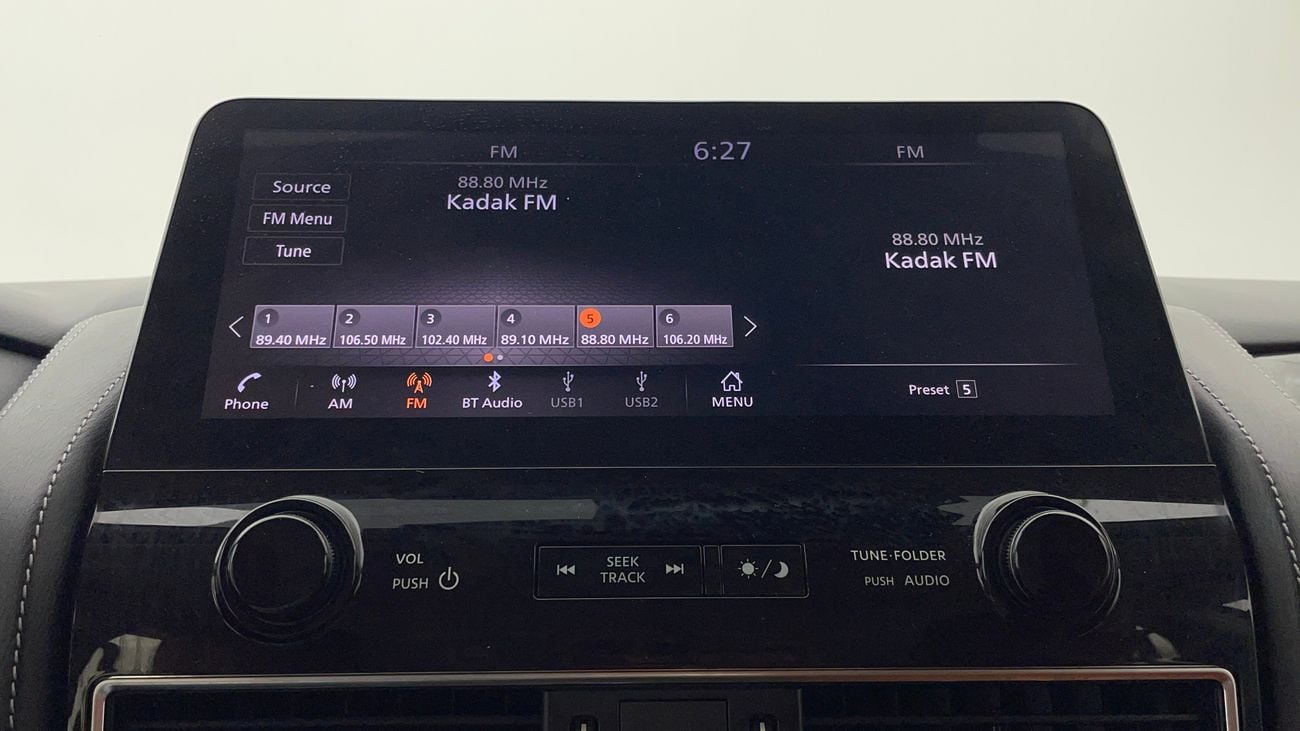 FM 6:27 FM
Source
88.80 MHz
Kadak FM
FM Menu
Tune
88.80 MHz
Kadak FM
1 2 3 4 5 6
89.40 MHz 106.50 MHz 102.40 MHz 89.10 MHz 88.80 MHz 106.20 MHz
Phone AM FM BT Audio USB1 USB2 MENU
Preset 5
VOL
PUSH
SEEK
TRACK
TUNE·FOLDER
PUSH AUDIO